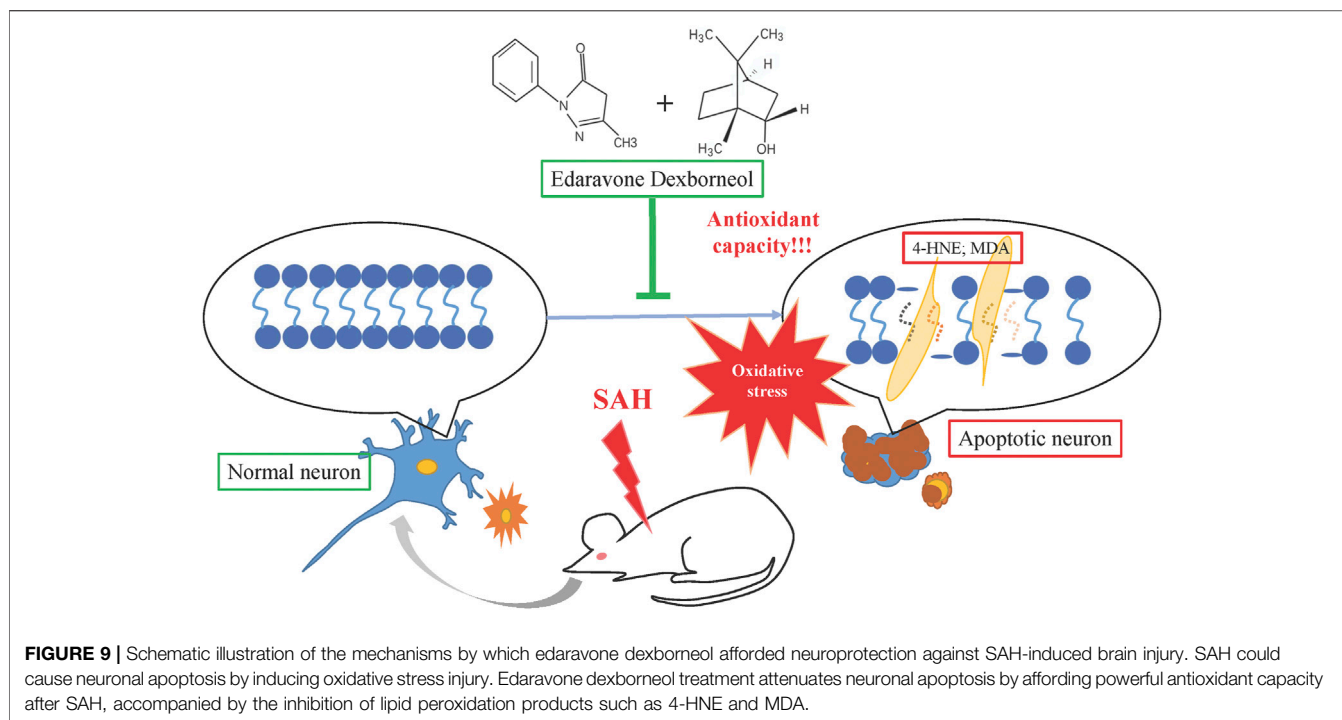 O
H₃C
CH₃
H₃C
H
N
N
CH3
+
H
H₃C
OH
Edaravone Dexborneol
Antioxidant
capacity!!!
4-HNE; MDA
Oxidative
stress
SAH
Normal neuron
Apoptotic neuron
FIGURE 9 | Schematic illustration of the mechanisms by which edaravone dexborneol afforded neuroprotection against SAH-induced brain injury. SAH could
cause neuronal apoptosis by inducing oxidative stress injury. Edaravone dexborneol treatment attenuates neuronal apoptosis by affording powerful antioxidant capacity
after SAH, accompanied by the inhibition of lipid peroxidation products such as 4-HNE and MDA.